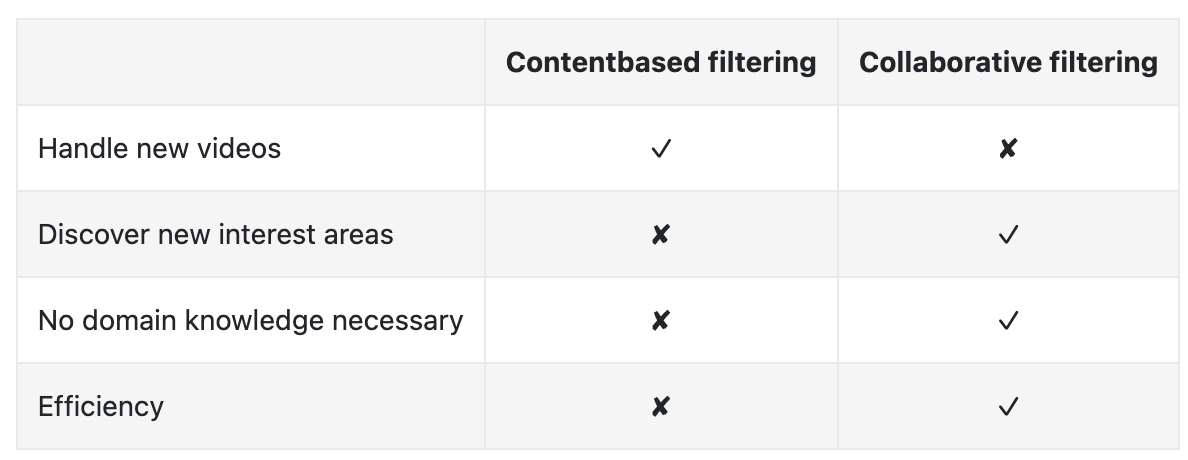 Contentbased filtering Collaborative filtering
Handle new videos ✓ ✘
Discover new interest areas ✘ ✓
No domain knowledge necessary ✘ ✓
Efficiency ✘ ✓